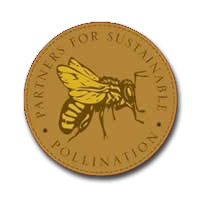 • PARTNERS FOR SUSTAINABLE •
POLLINATION